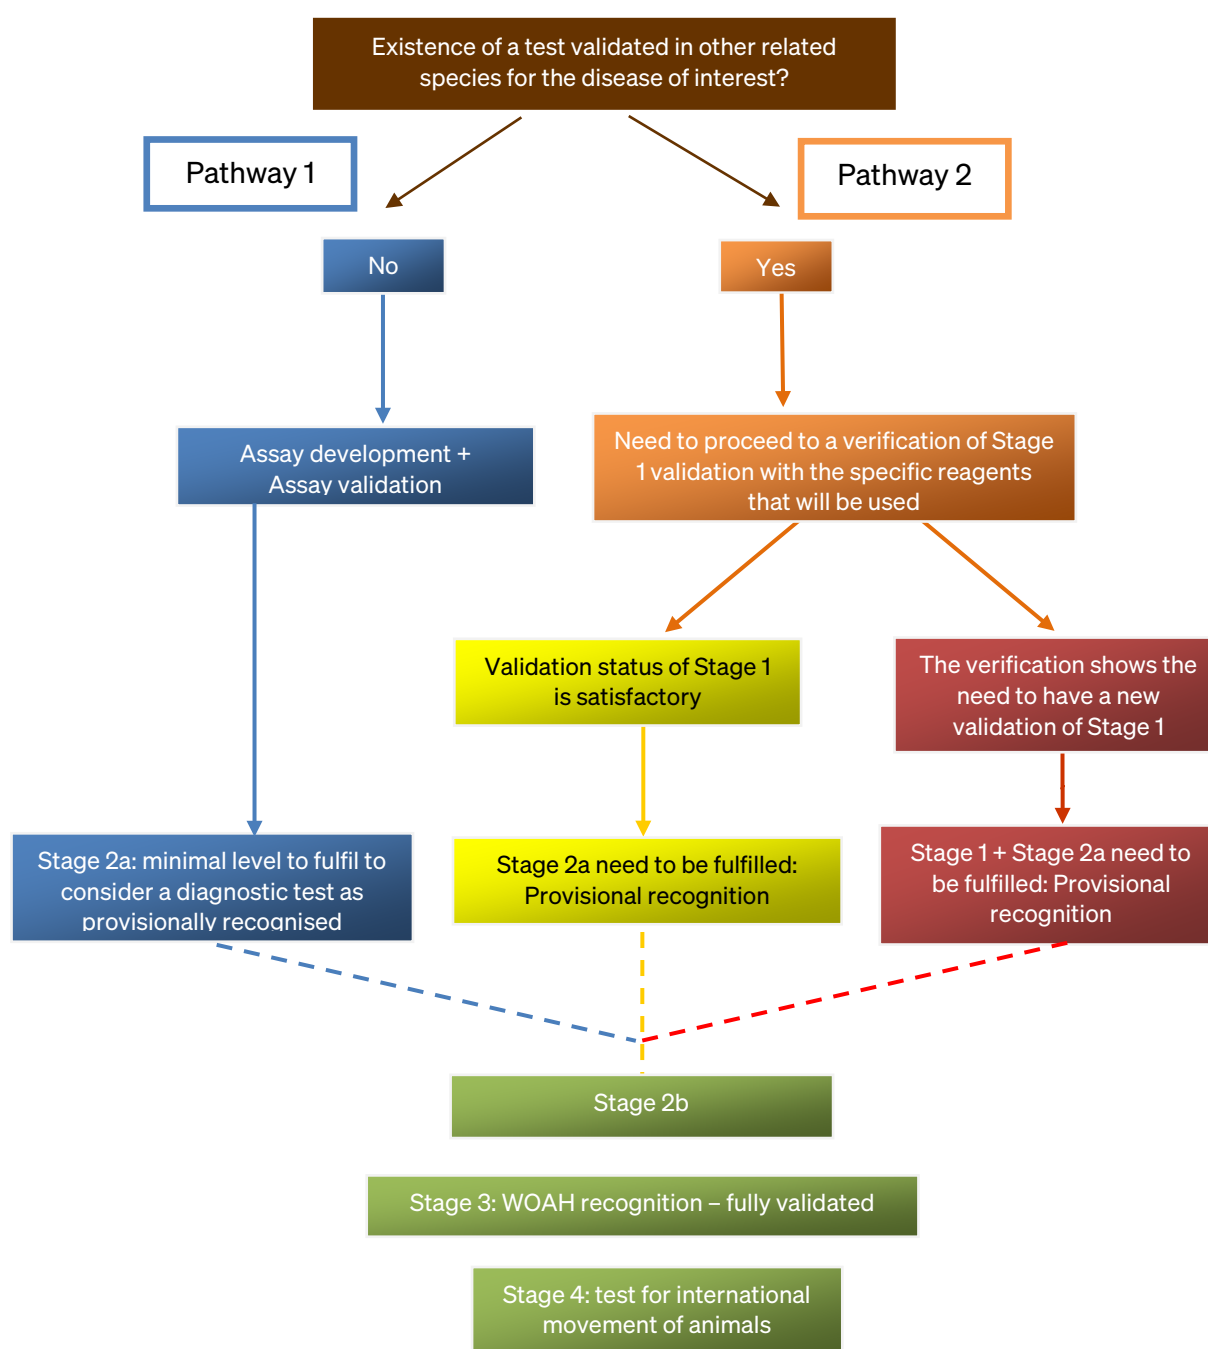 Existence of a test validated in other related
species for the disease of interest?
Pathway 1
Pathway 2
No
Yes
Assay development +
Assay validation
Need to proceed to a verification of Stage
1 validation with the specific reagents
that will be used
Validation status of Stage 1
is satisfactory
The verification shows the
need to have a new
validation of Stage 1
Stage 2a: minimal level to fulfil to
consider a diagnostic test as
provisionally recognised
Stage 2a need to be fulfilled:
Provisional recognition
Stage 1 + Stage 2a need to
be fulfilled: Provisional
recognition
Stage 2b
Stage 3: WOAH recognition – fully validated
Stage 4: test for international
movement of animals